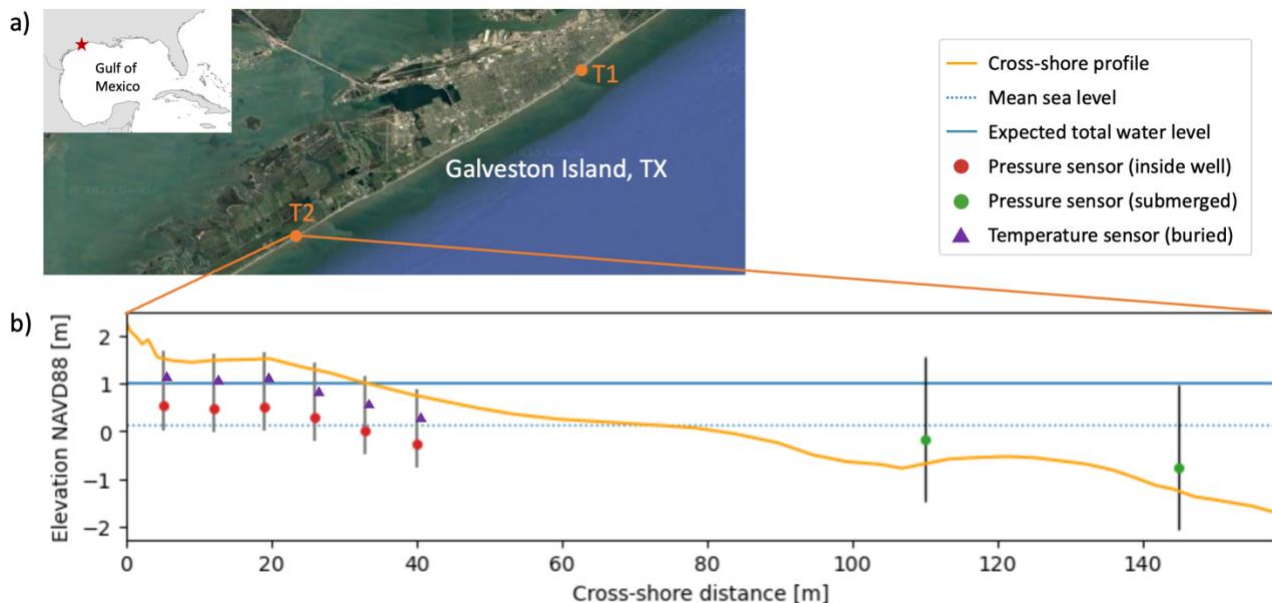 a)
Gulf of
Mexico
T1
Galveston Island, TX
T2
Cross-shore profile
Mean sea level
Expected total water level
Pressure sensor (inside well)
Pressure sensor (submerged)
Temperature sensor (buried)
b)
Elevation NAVD88 [m]
2
1
0
−1
−2
0
20
40
60
80
100
120
140
Cross-shore distance [m]